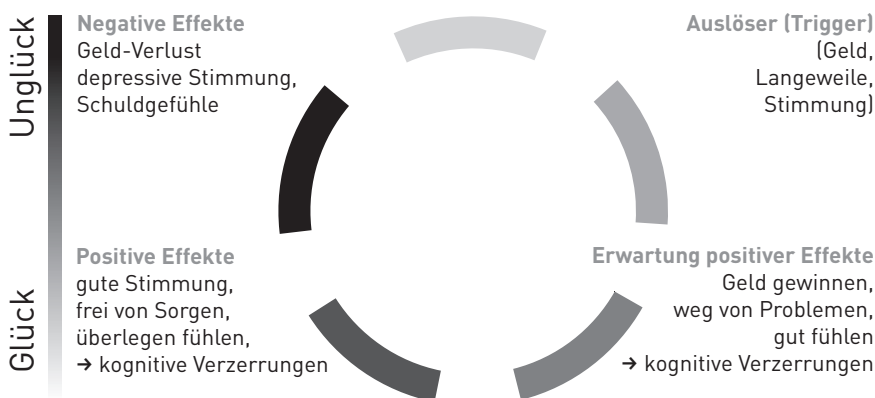 Unglück
Glück
Negative Effekte
Geld-Verlust
depressive Stimmung,
Schuldgefühle
Auslöser (Trigger)
(Geld,
Langeweile,
Stimmung)
Positive Effekte
gute Stimmung,
frei von Sorgen,
überlegen fühlen,
→ kognitive Verzerrungen
Erwartung positiver Effekte
Geld gewinnen,
weg von Problemen,
gut fühlen
→ kognitive Verzerrungen